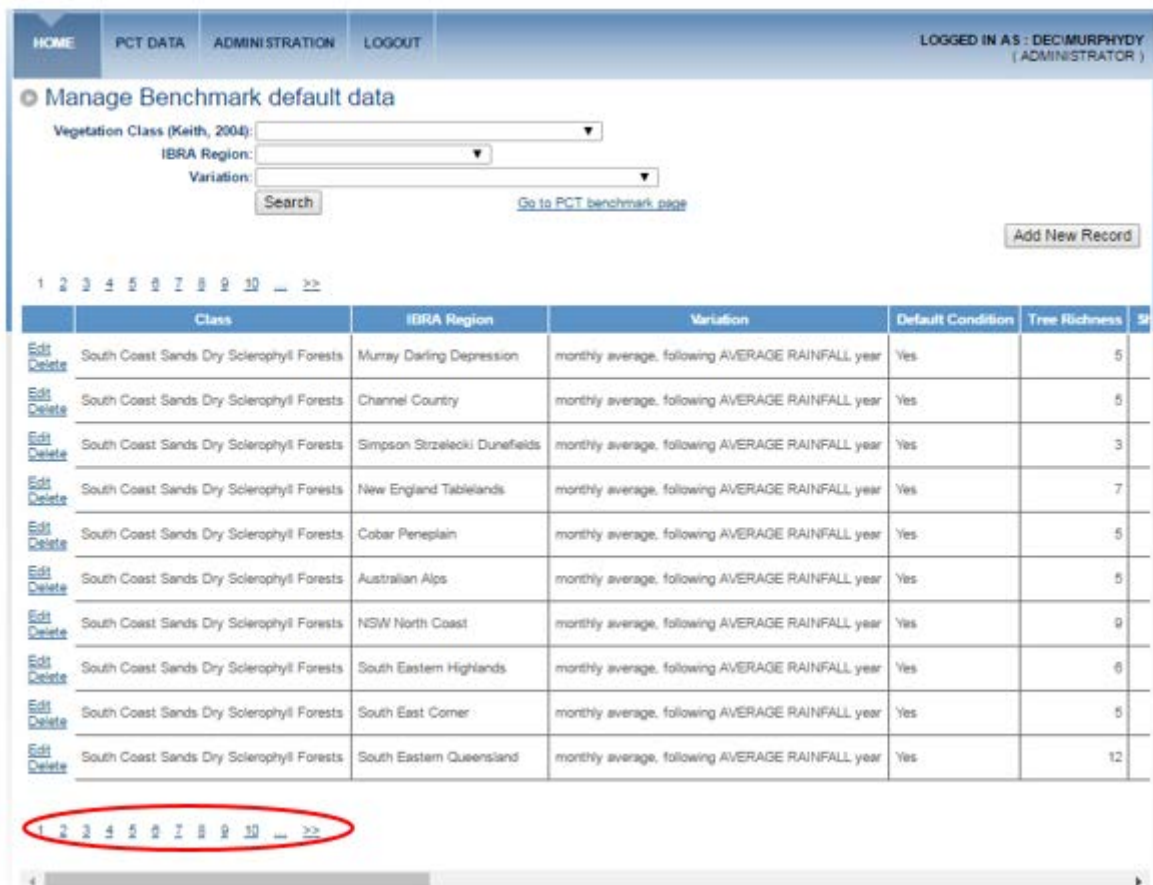 HOME PCT DATA ADMINISTRATION LOGOUT LOGGED IN AS : DEC\MURPHYDY
( ADMINISTRATOR )
Manage Benchmark default data
Vegetation Class (Keith, 2004):
IBRA Region:
Variation:
Search Go to PCT benchmark page
Add New Record
1 2 3 4 5 6 7 8 9 10 ... >>
Class IBRA Region Variation Default Condition Tree Richness Sh
Edit Delete South Coast Sands Dry Sclerophyll Forests Murray Darling Depression monthly average, following AVERAGE RAINFALL year Yes 5
Edit Delete South Coast Sands Dry Sclerophyll Forests Channel Country monthly average, following AVERAGE RAINFALL year Yes 5
Edit Delete South Coast Sands Dry Sclerophyll Forests Simpson Strzelecki Dunefields monthly average, following AVERAGE RAINFALL year Yes 3
Edit Delete South Coast Sands Dry Sclerophyll Forests New England Tablelands monthly average, following AVERAGE RAINFALL year Yes 7
Edit Delete South Coast Sands Dry Sclerophyll Forests Cobar Peneplain monthly average, following AVERAGE RAINFALL year Yes 5
Edit Delete South Coast Sands Dry Sclerophyll Forests Australian Alps monthly average, following AVERAGE RAINFALL year Yes 5
Edit Delete South Coast Sands Dry Sclerophyll Forests NSW North Coast monthly average, following AVERAGE RAINFALL year Yes 9
Edit Delete South Coast Sands Dry Sclerophyll Forests South Eastern Highlands monthly average, following AVERAGE RAINFALL year Yes 6
Edit Delete South Coast Sands Dry Sclerophyll Forests South East Corner monthly average, following AVERAGE RAINFALL year Yes 5
Edit Delete South Coast Sands Dry Sclerophyll Forests South Eastern Queensland monthly average, following AVERAGE RAINFALL year Yes 12
1 2 3 4 5 6 7 8 9 10 ... >>